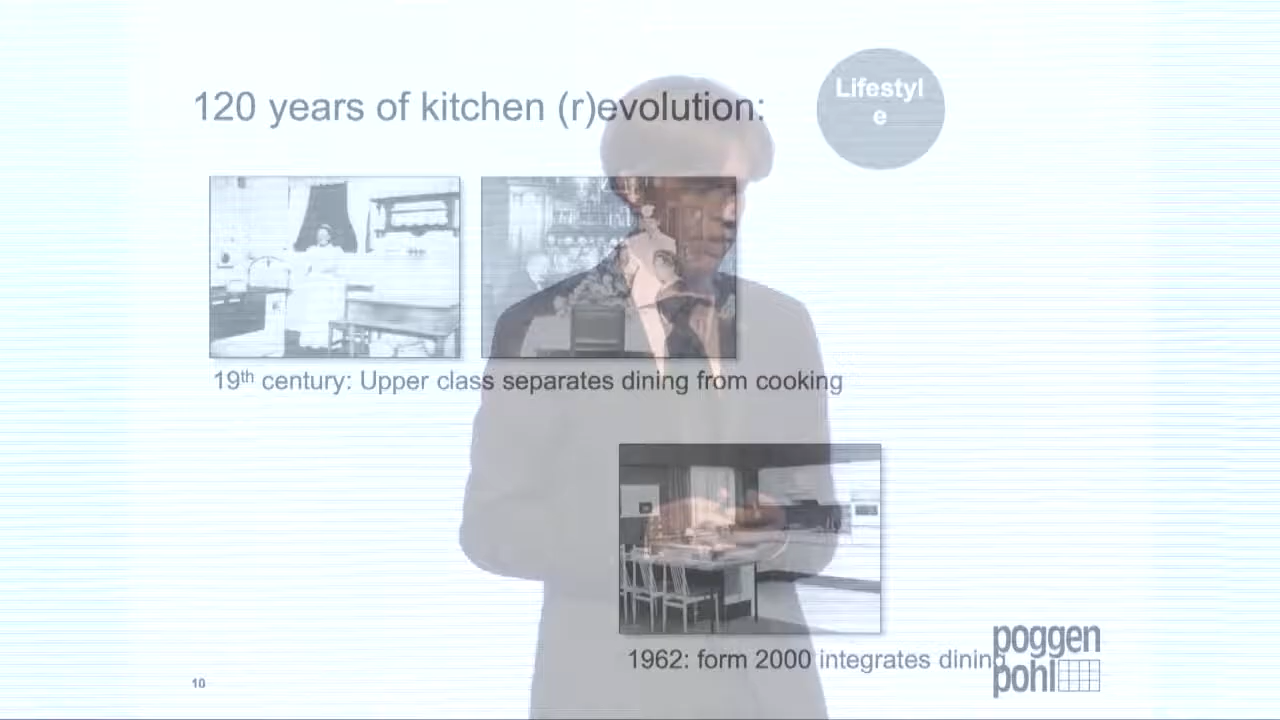 120 years of kitchen (r)evolution:
Lifestyl
e
19th century: Upper class separates dining from cooking
1962: form 2000 integrates dining
poggen
pohl
10